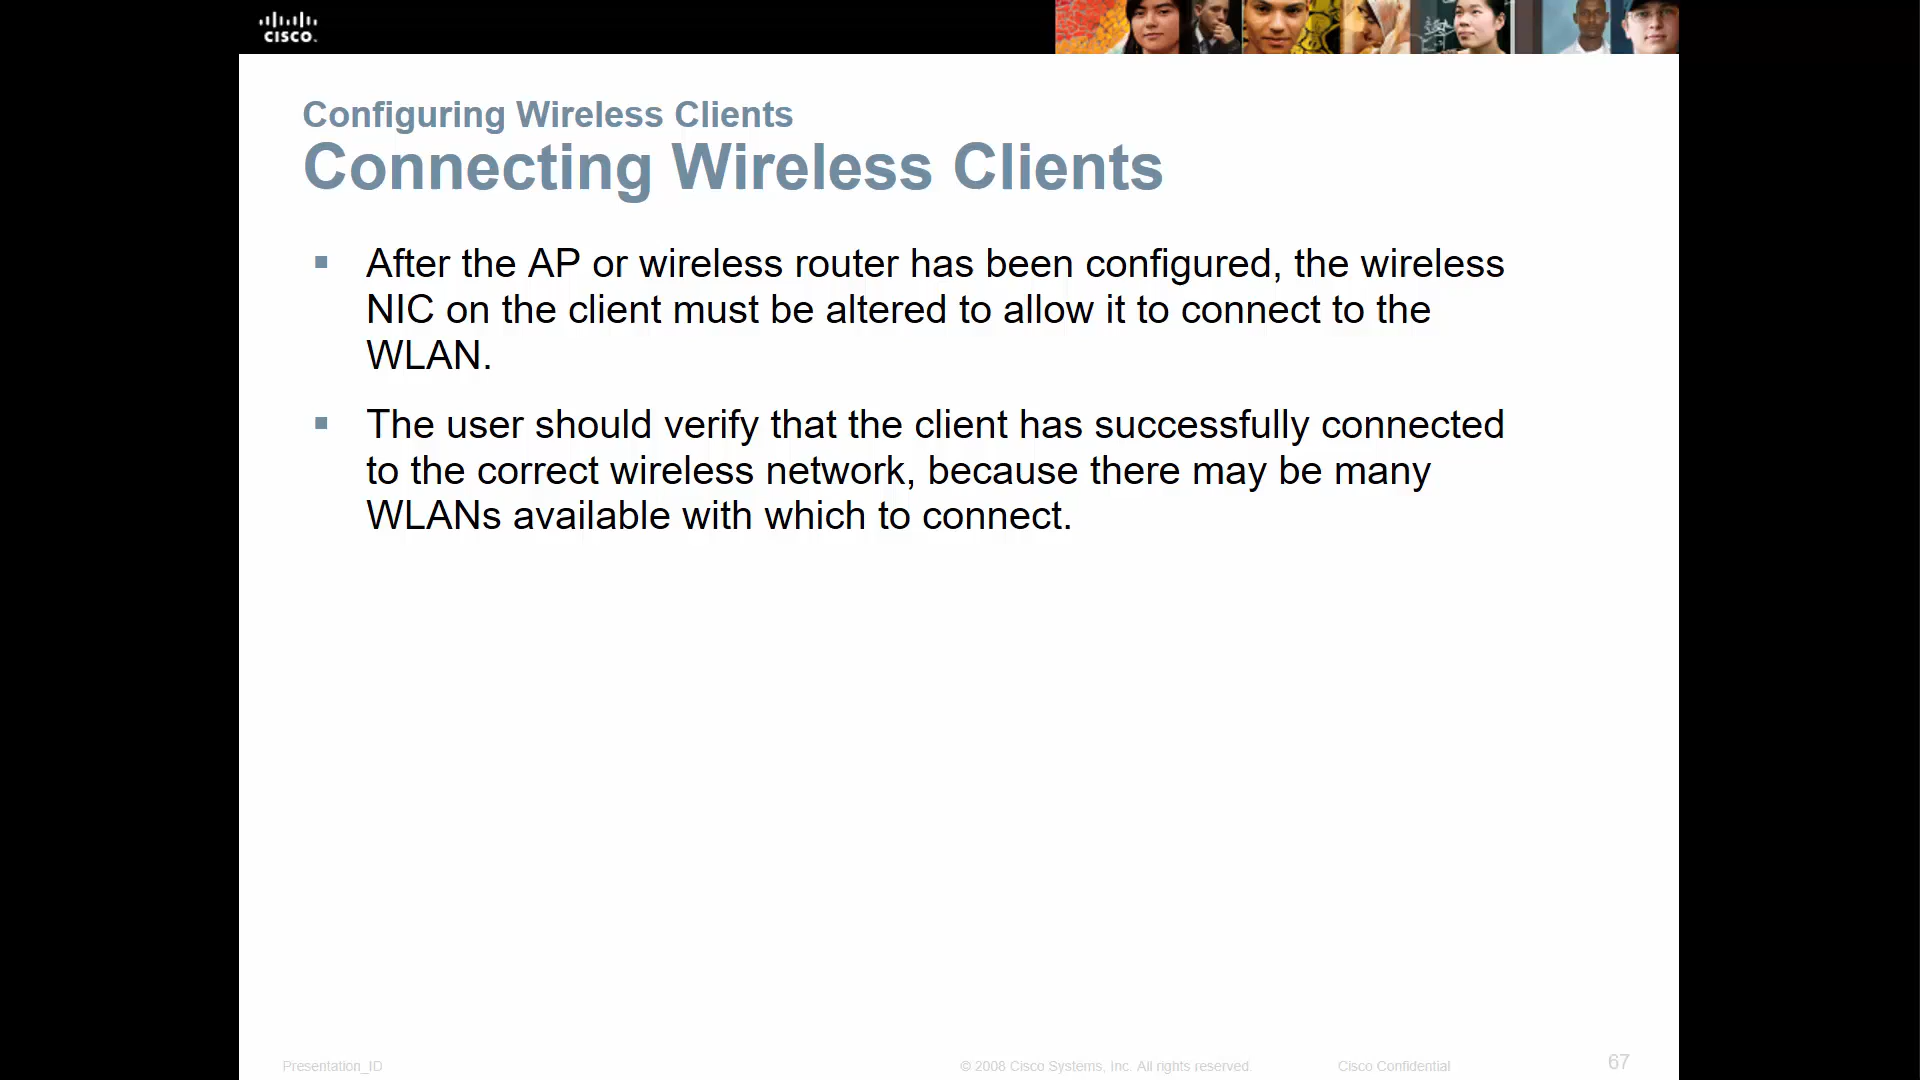 CISCO.
Configuring Wireless Clients
Connecting Wireless Clients
▪ After the AP or wireless router has been configured, the wireless
NIC on the client must be altered to allow it to connect to the
WLAN.
▪ The user should verify that the client has successfully connected
to the correct wireless network, because there may be many
WLANs available with which to connect.
Presentation_ID © 2008 Cisco Systems, Inc. All rights reserved. Cisco Confidential 67